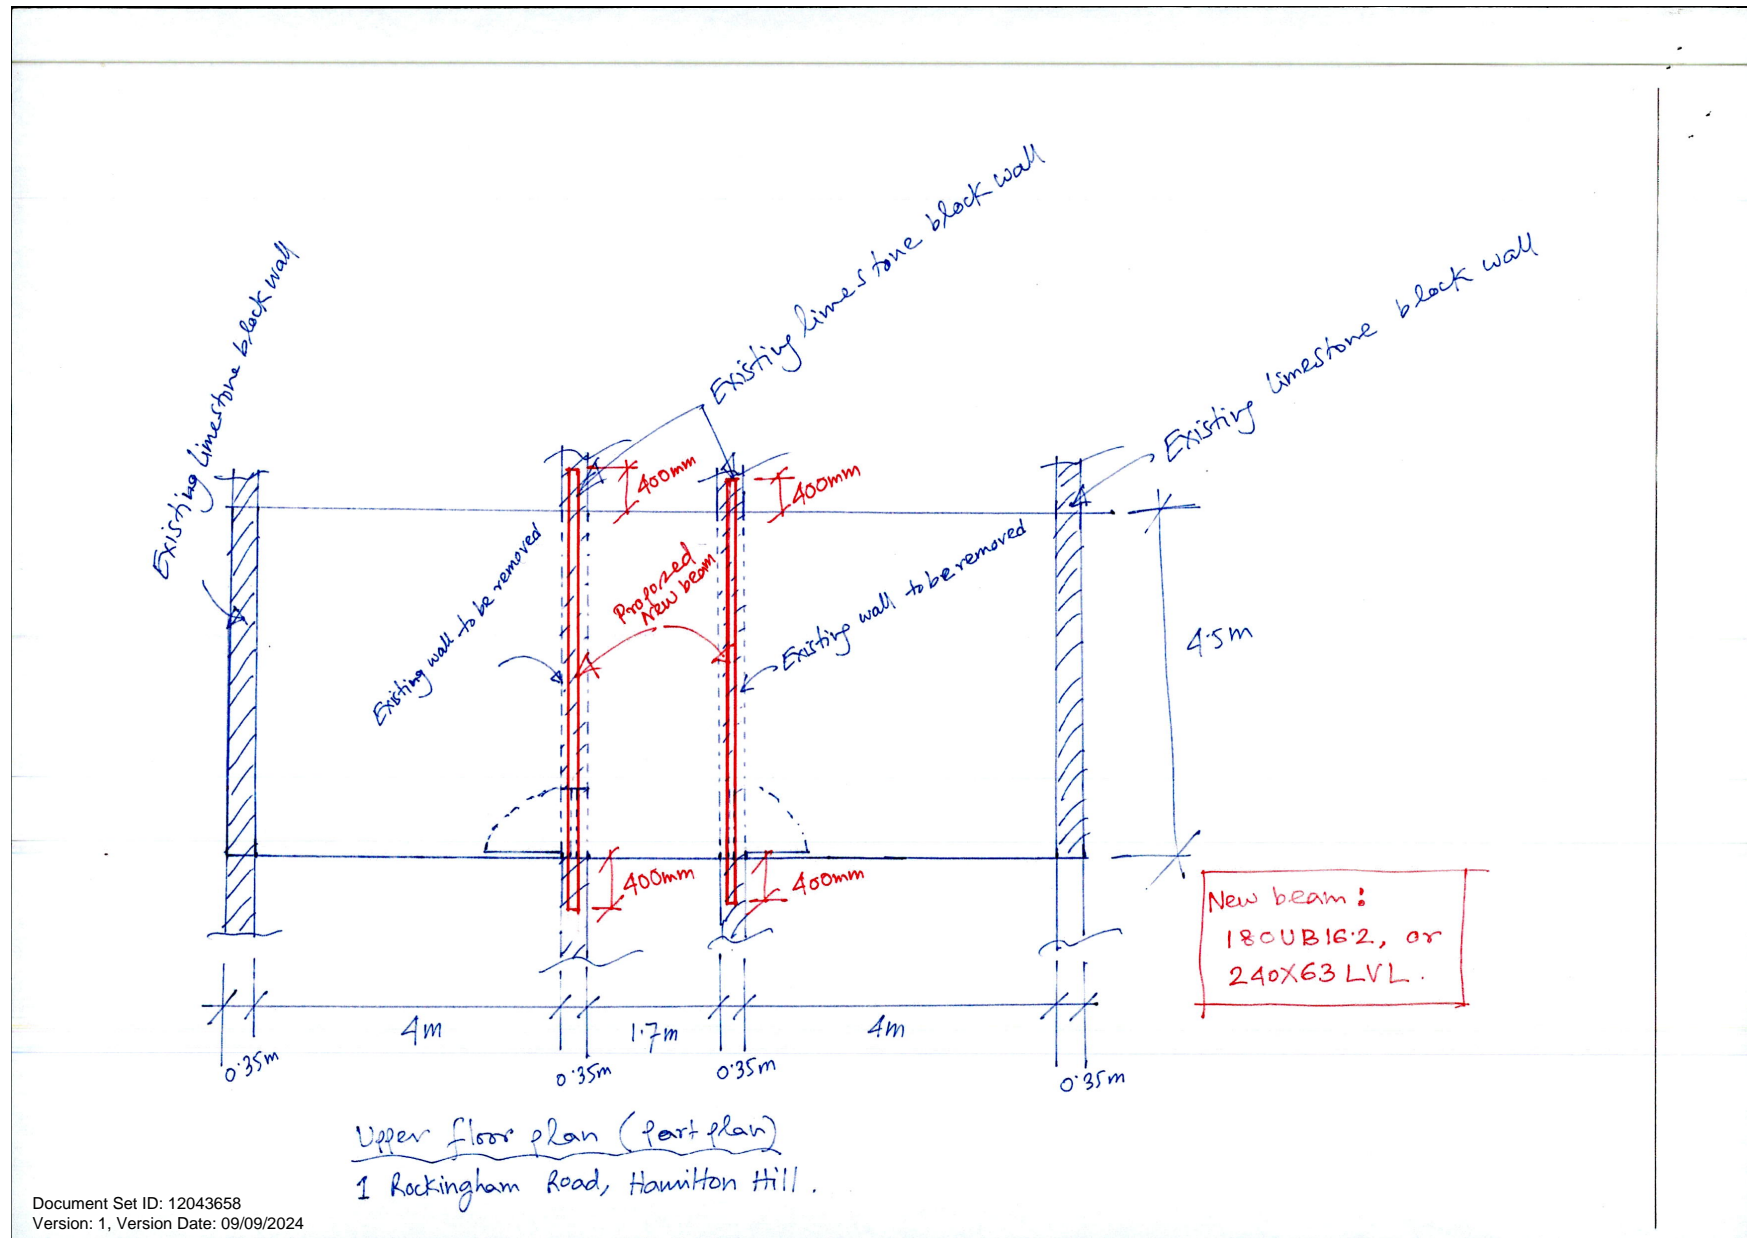 Existing limestone block wall
Existing limestone block wall
Existing limestone block wall
400mm
400mm
Existing wall to be removed
Proposed
New beam
Existing wall to be removed
4.5m
400mm
400mm
New beam:
180UB16.2, or
240X63 LVL.
4m
1.7m
4m
0.35m
0.35m
0.35m
0.35m
Upper floor plan (part plan)
1 Rockingham Road, Hamilton Hill.
Document Set ID: 12043658
Version: 1, Version Date: 09/09/2024